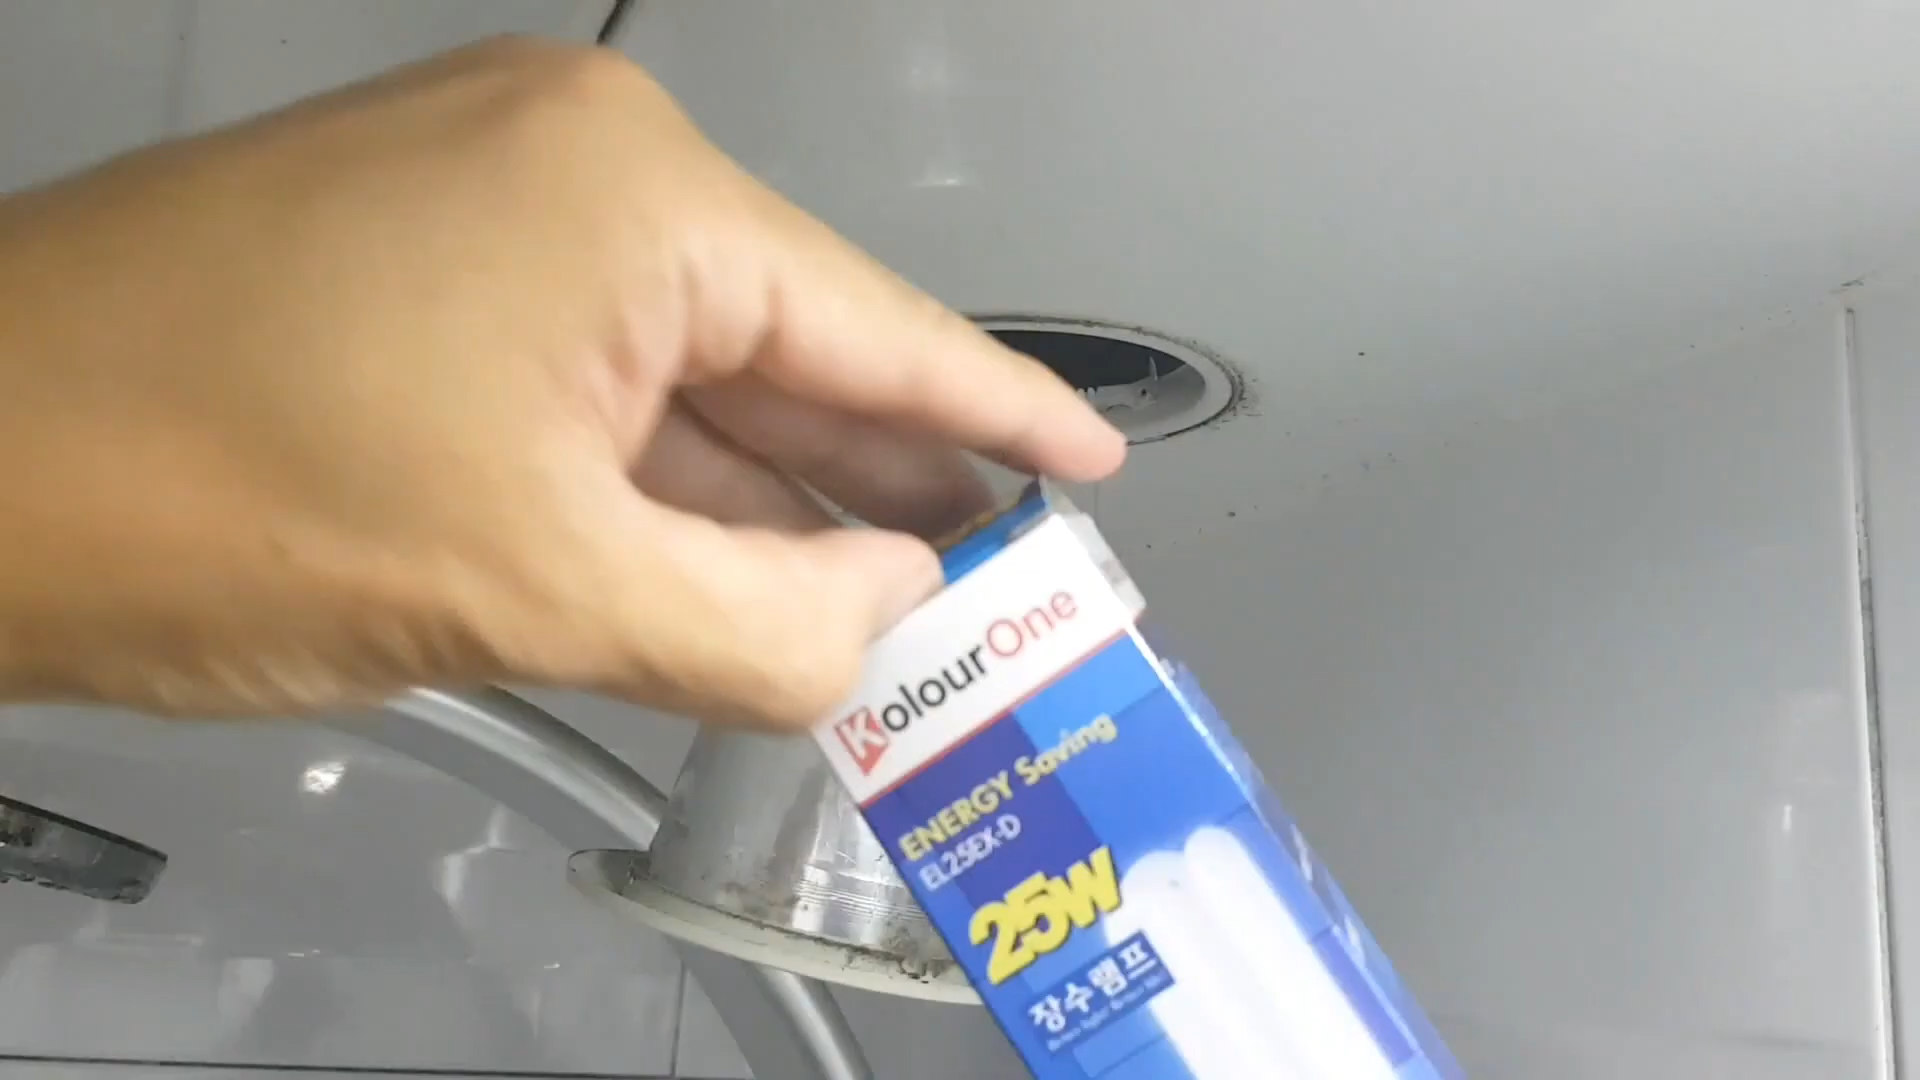 KolourOne
ENERGY Saving
EL25EX-D
25W
장수램프